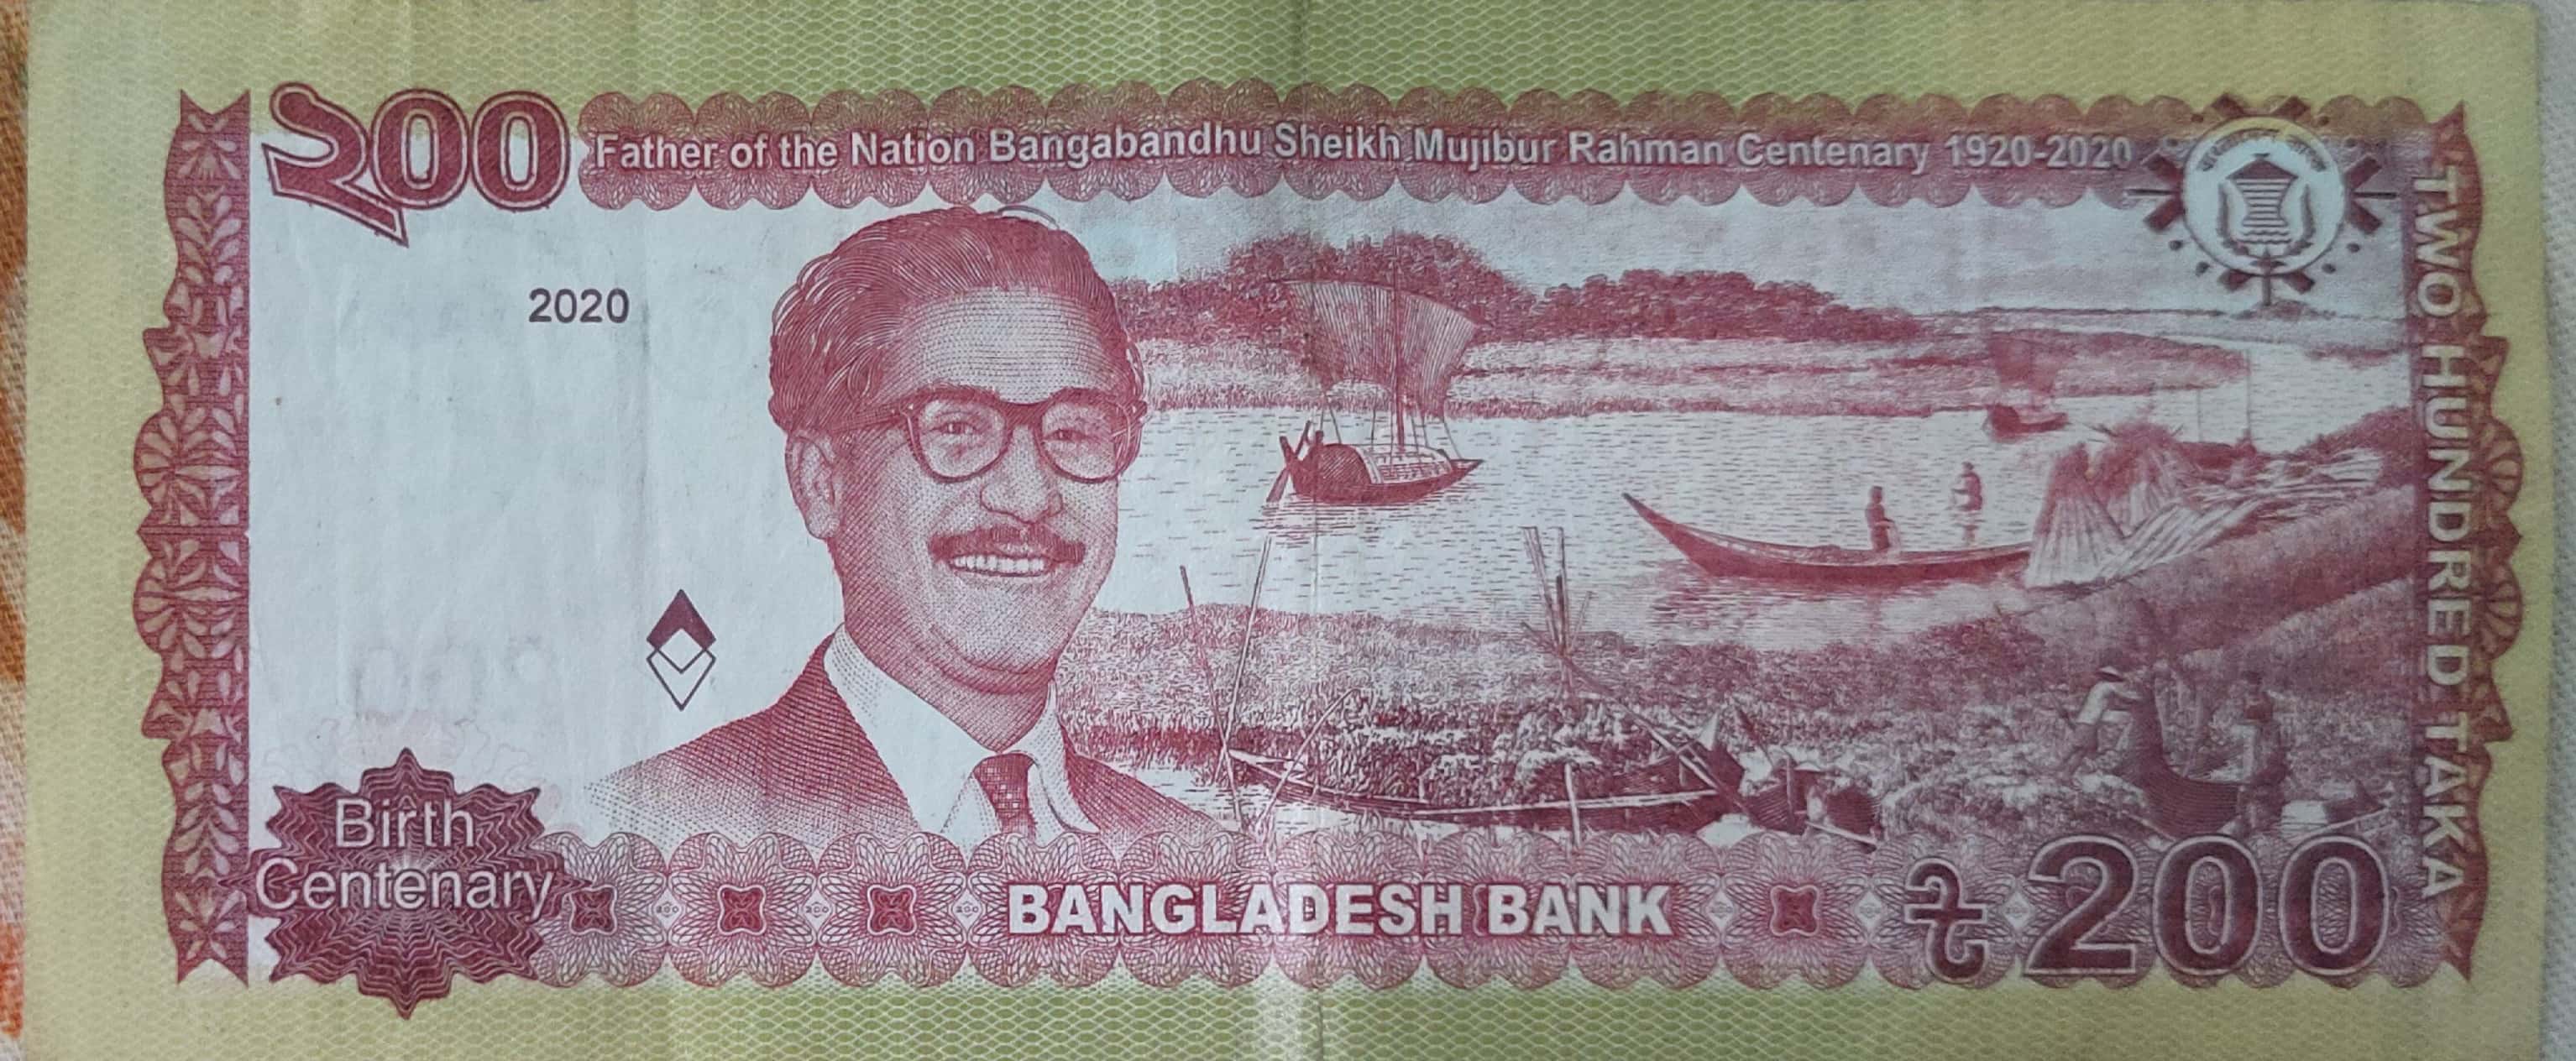 ২00
Father of the Nation Bangabandhu Sheikh Mujibur Rahman Centenary 1920-2020
2020
TWO HUNDRED TAKA
Birth
Centenary
BANGLADESH BANK
৳200